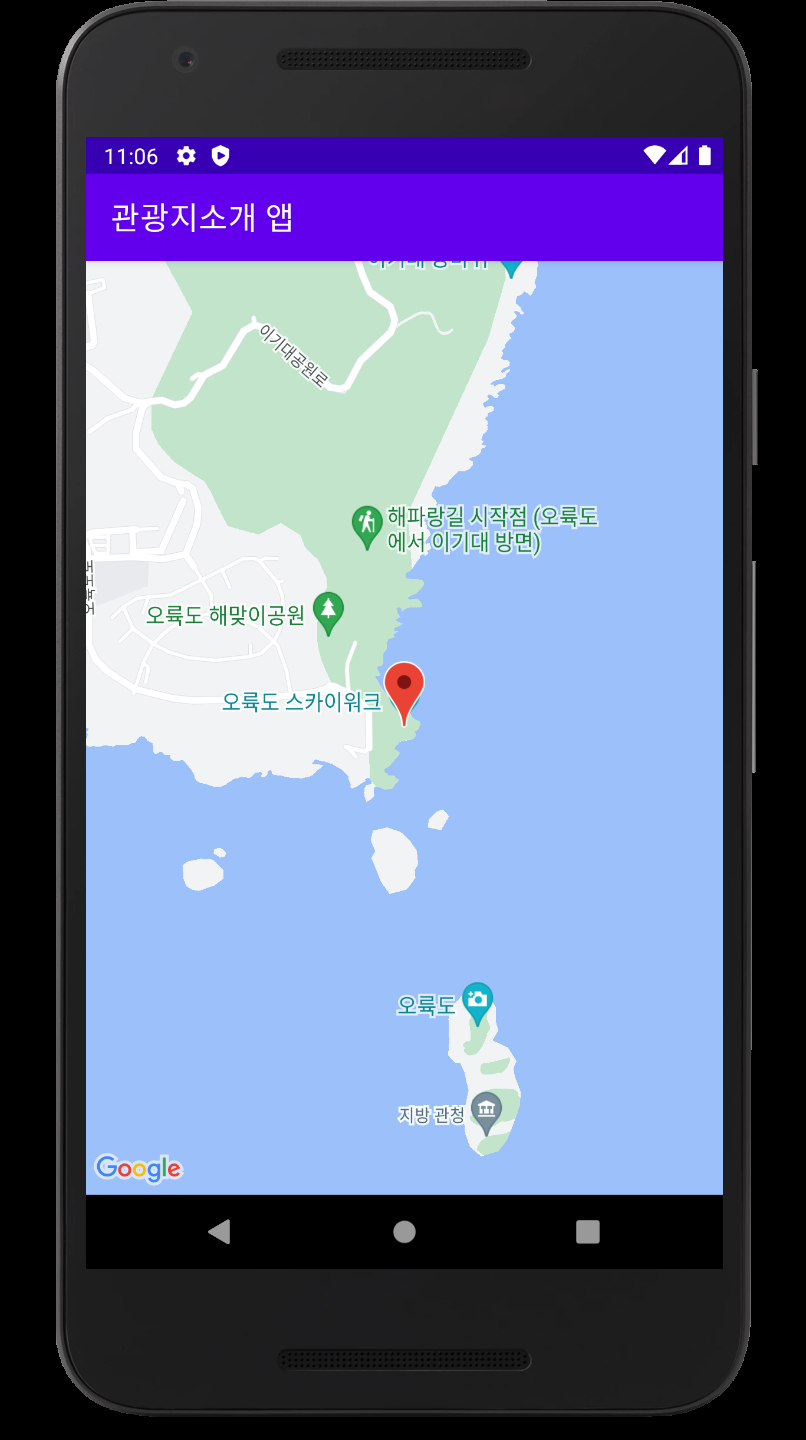 11:06
관광지소개 앱
이기대공원로
해파랑길 시작점 (오륙도
에서 이기대 방면)
오륙도 해맞이공원
오륙도 스카이워크
오륙도
지방 관청
Google